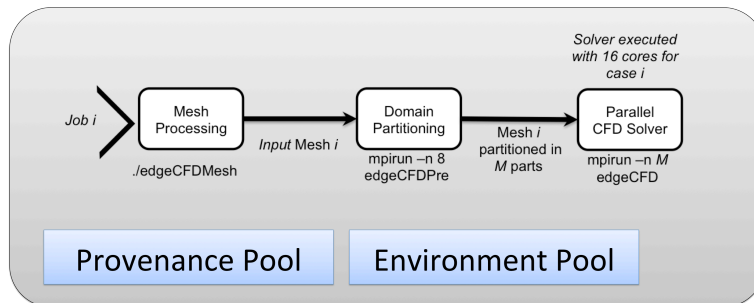 Solver executed
with 16 cores for
case i
Job i
Mesh
Processing
Input Mesh i
./edgeCFDMesh
Domain
Partitioning
mpirun –n 8
edgeCFDPre
Mesh i
partitioned in
M parts
Parallel
CFD Solver
mpirun –n M
edgeCFD
Provenance Pool
Environment Pool